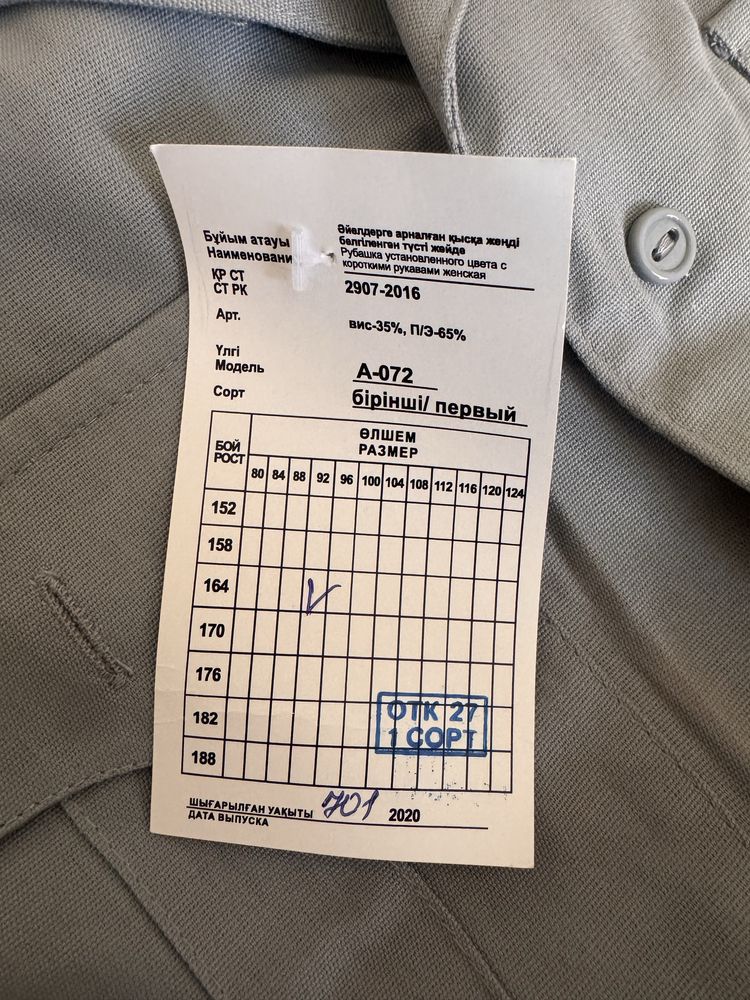 Бұйым атауы
Наименовани
Әйелдерге арналған қысқа жеңді
белгіленген түсті жейде
Рубашка установленного цвета с
короткими рукавами женская
ҚР СТ
СТ РК
2907-2016
Арт.
вис-35%, П/Э-65%
Үлгі
Модель
А-072
Сорт
бірінші/ первый
БОЙ
РОСТ
ӨЛШЕМ
РАЗМЕР
80 84 88 92 96 100 104 108 112 116 120 124
152
158
164
170
176
182
188
ОТК 27
1 СОРТ
ШЫҒАРЫЛҒАН УАҚЫТЫ
ДАТА ВЫПУСКА
2020